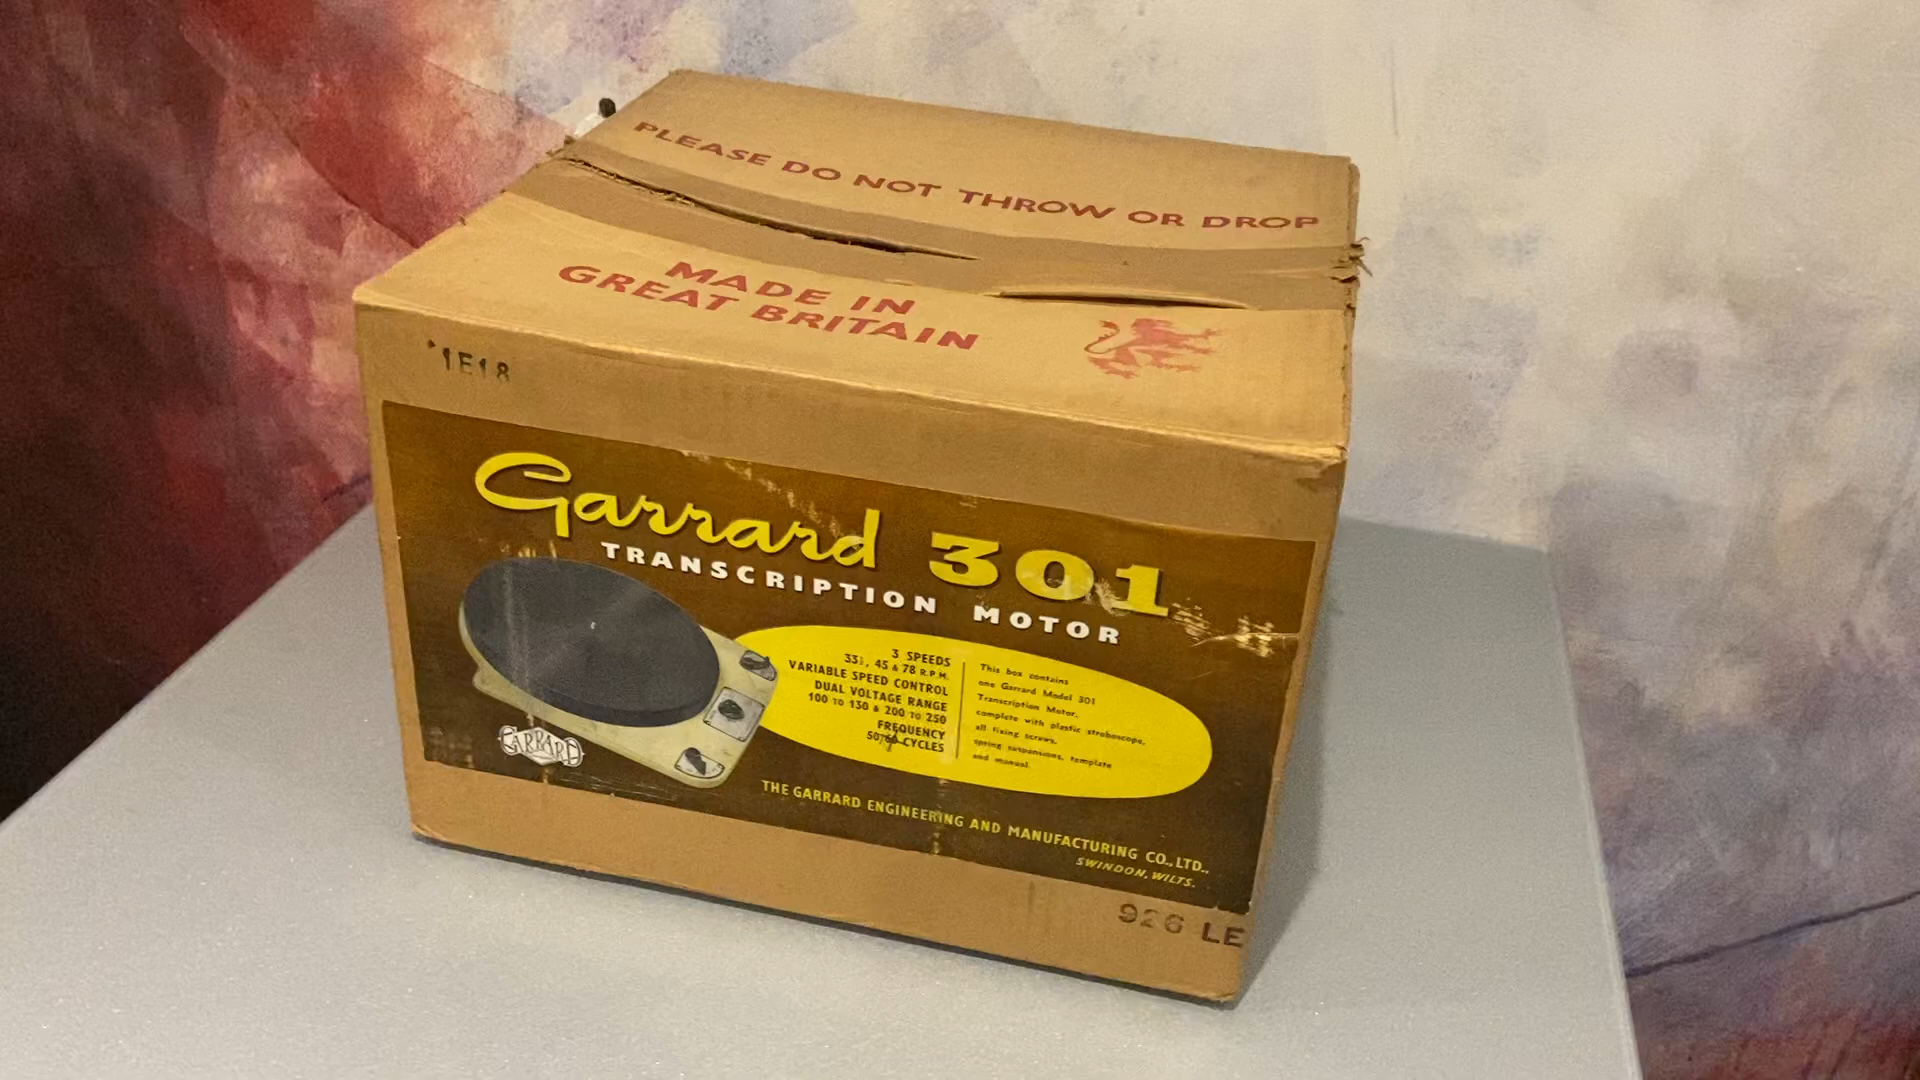 PLEASE DO NOT THROW OR DROP
MADE IN
GREAT BRITAIN
1E18
Garrard 301
TRANSCRIPTION MOTOR
3 SPEEDS
33⅓, 45 & 78 R.P.M.
VARIABLE SPEED CONTROL
DUAL VOLTAGE RANGE
100 TO 130 & 200 TO 250
FREQUENCY
50 60 CYCLES
This box contains
one Garrard Model 301
Transcription Motor,
complete with plastic stroboscope,
all fixing screws,
spring suspensions, template
and manual.
GARRARD
THE GARRARD ENGINEERING AND MANUFACTURING CO., LTD.,
SWINDON, WILTS.
926 LE